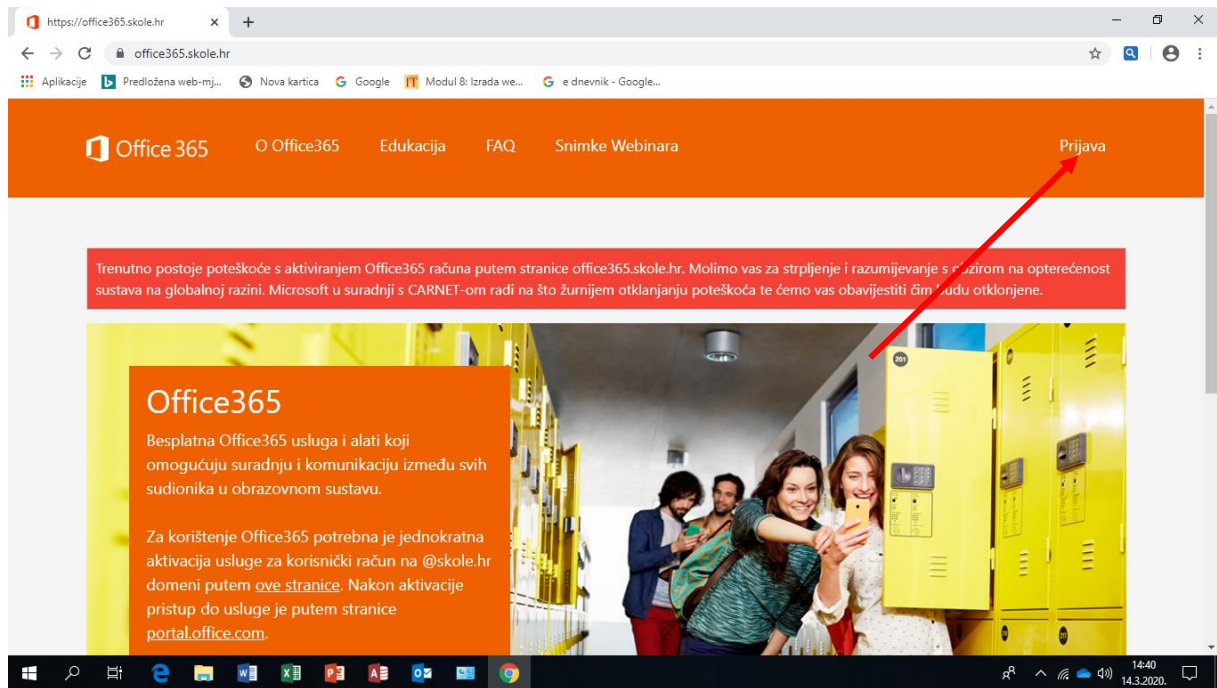 https://office365.skole.hr
office365.skole.hr
Aplikacije Predložena web-mj... Nova kartica Google Modul 8: Izrada we... e dnevnik - Google...
Office 365 O Office365 Edukacija FAQ Snimke Webinara Prijava
Trenutno postoje poteškoće s aktiviranjem Office365 računa putem stranice office365.skole.hr. Molimo vas za strpljenje i razumijevanje s obzirom na opterećenost
sustava na globalnoj razini. Microsoft u suradnji s CARNET-om radi na što žurnijem otklanjanju poteškoća te ćemo vas obavijestiti čim budu otklonjene.
201
Office365
Besplatna Office365 usluga i alati koji
omogućuju suradnju i komunikaciju između svih
sudionika u obrazovnom sustavu.
Za korištenje Office365 potrebna je jednokratna
aktivacija usluge za korisnički račun na @skole.hr
domeni putem ove stranice. Nakon aktivacije
pristup do usluge je putem stranice
portal.office.com.
14:40
14.3.2020.